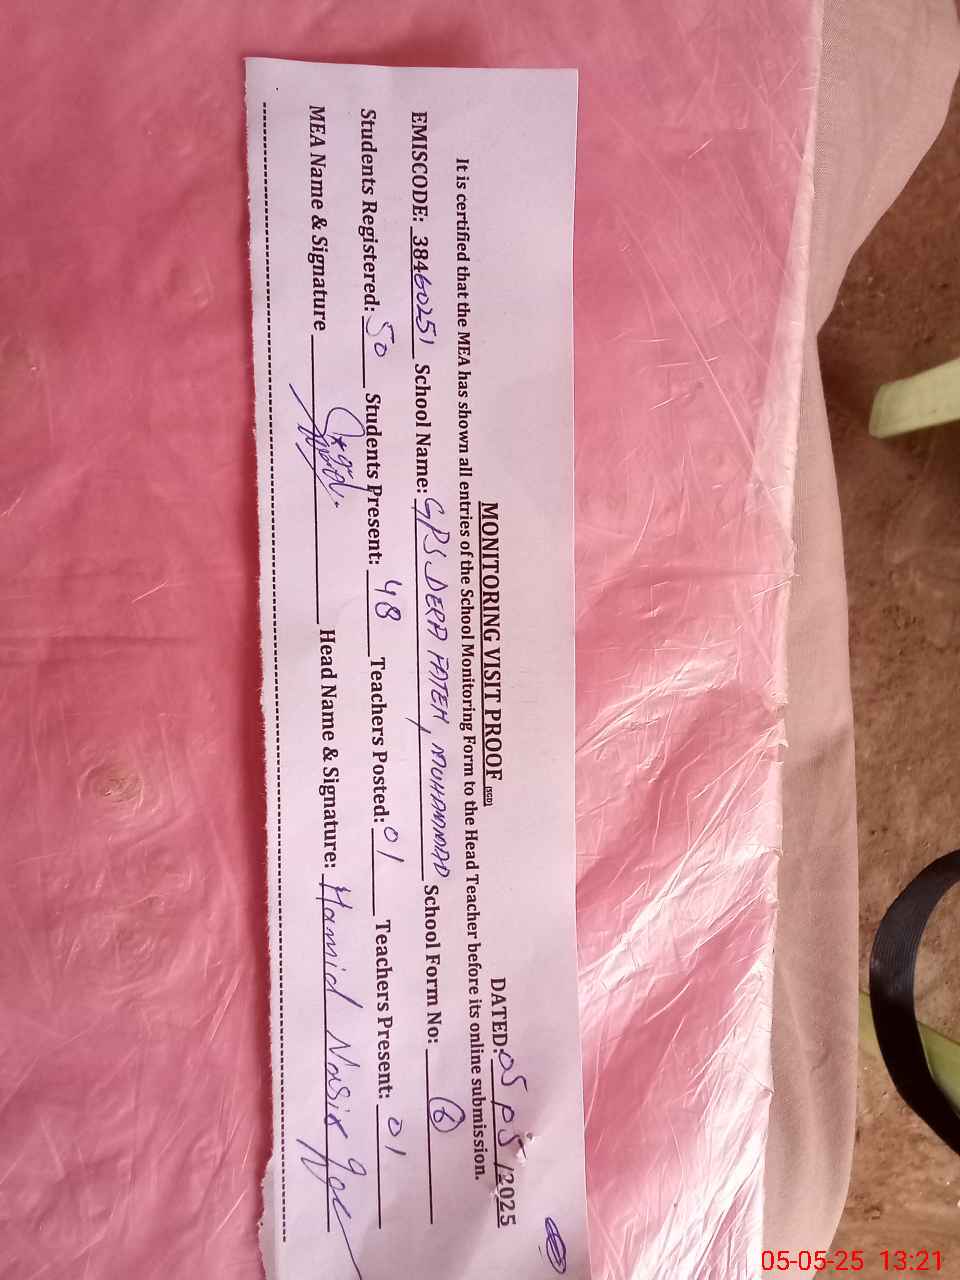 MONITORING VISIT PROOF (SCD) DATED: 05/05/2025
It is certified that the MEA has shown all entries of the School Monitoring Form to the Head Teacher before its online submission.
EMISCODE: 38460251 School Name: GPS DERA FATEH MUHAMMAD School Form No: 6
Students Registered: 50 Students Present: 48 Teachers Posted: 01 Teachers Present: 01
MEA Name & Signature Head Name & Signature: Hamid Nasir
05-05-25 13:21